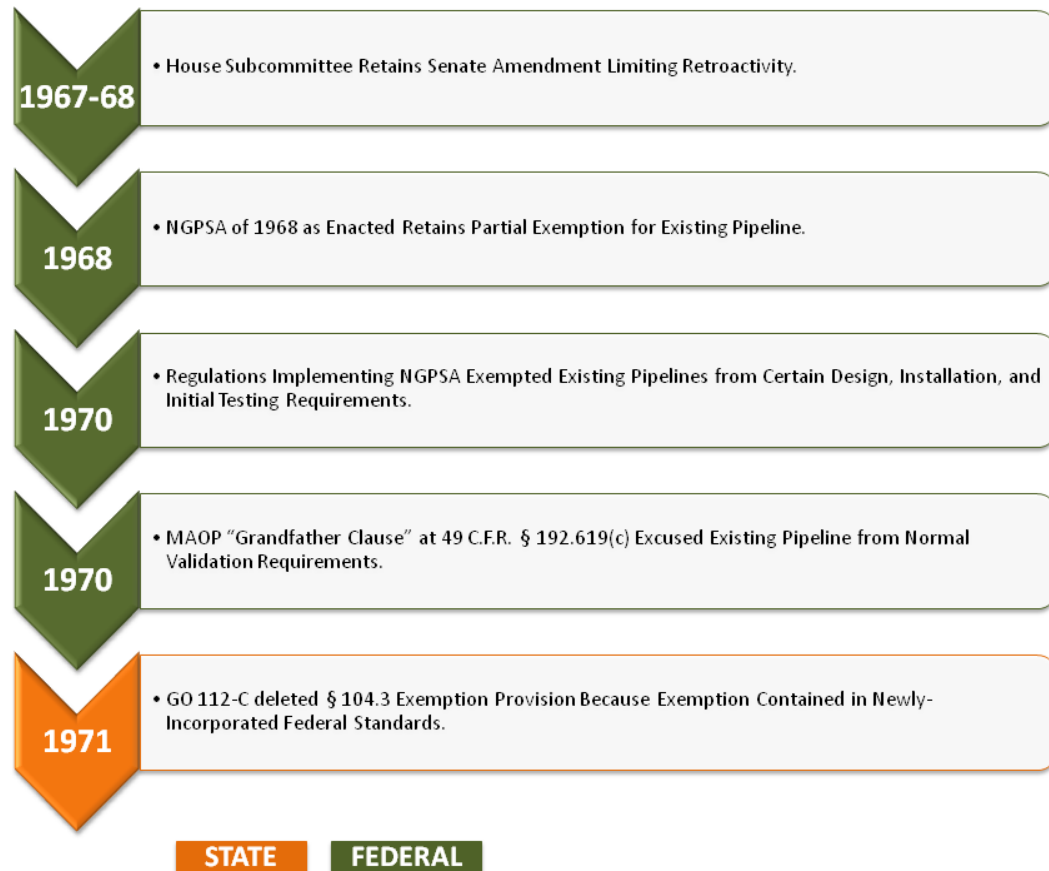 1967-68
• House Subcommittee Retains Senate Amendment Limiting Retroactivity.
1968
• NGPSA of 1968 as Enacted Retains Partial Exemption for Existing Pipeline.
1970
• Regulations Implementing NGPSA Exempted Existing Pipelines from Certain Design, Installation, and
Initial Testing Requirements.
1970
• MAOP “Grandfather Clause” at 49 C.F.R. § 192.619(c) Excused Existing Pipeline from Normal
Validation Requirements.
1971
• GO 112-C deleted § 104.3 Exemption Provision Because Exemption Contained in Newly-
Incorporated Federal Standards.
STATE FEDERAL